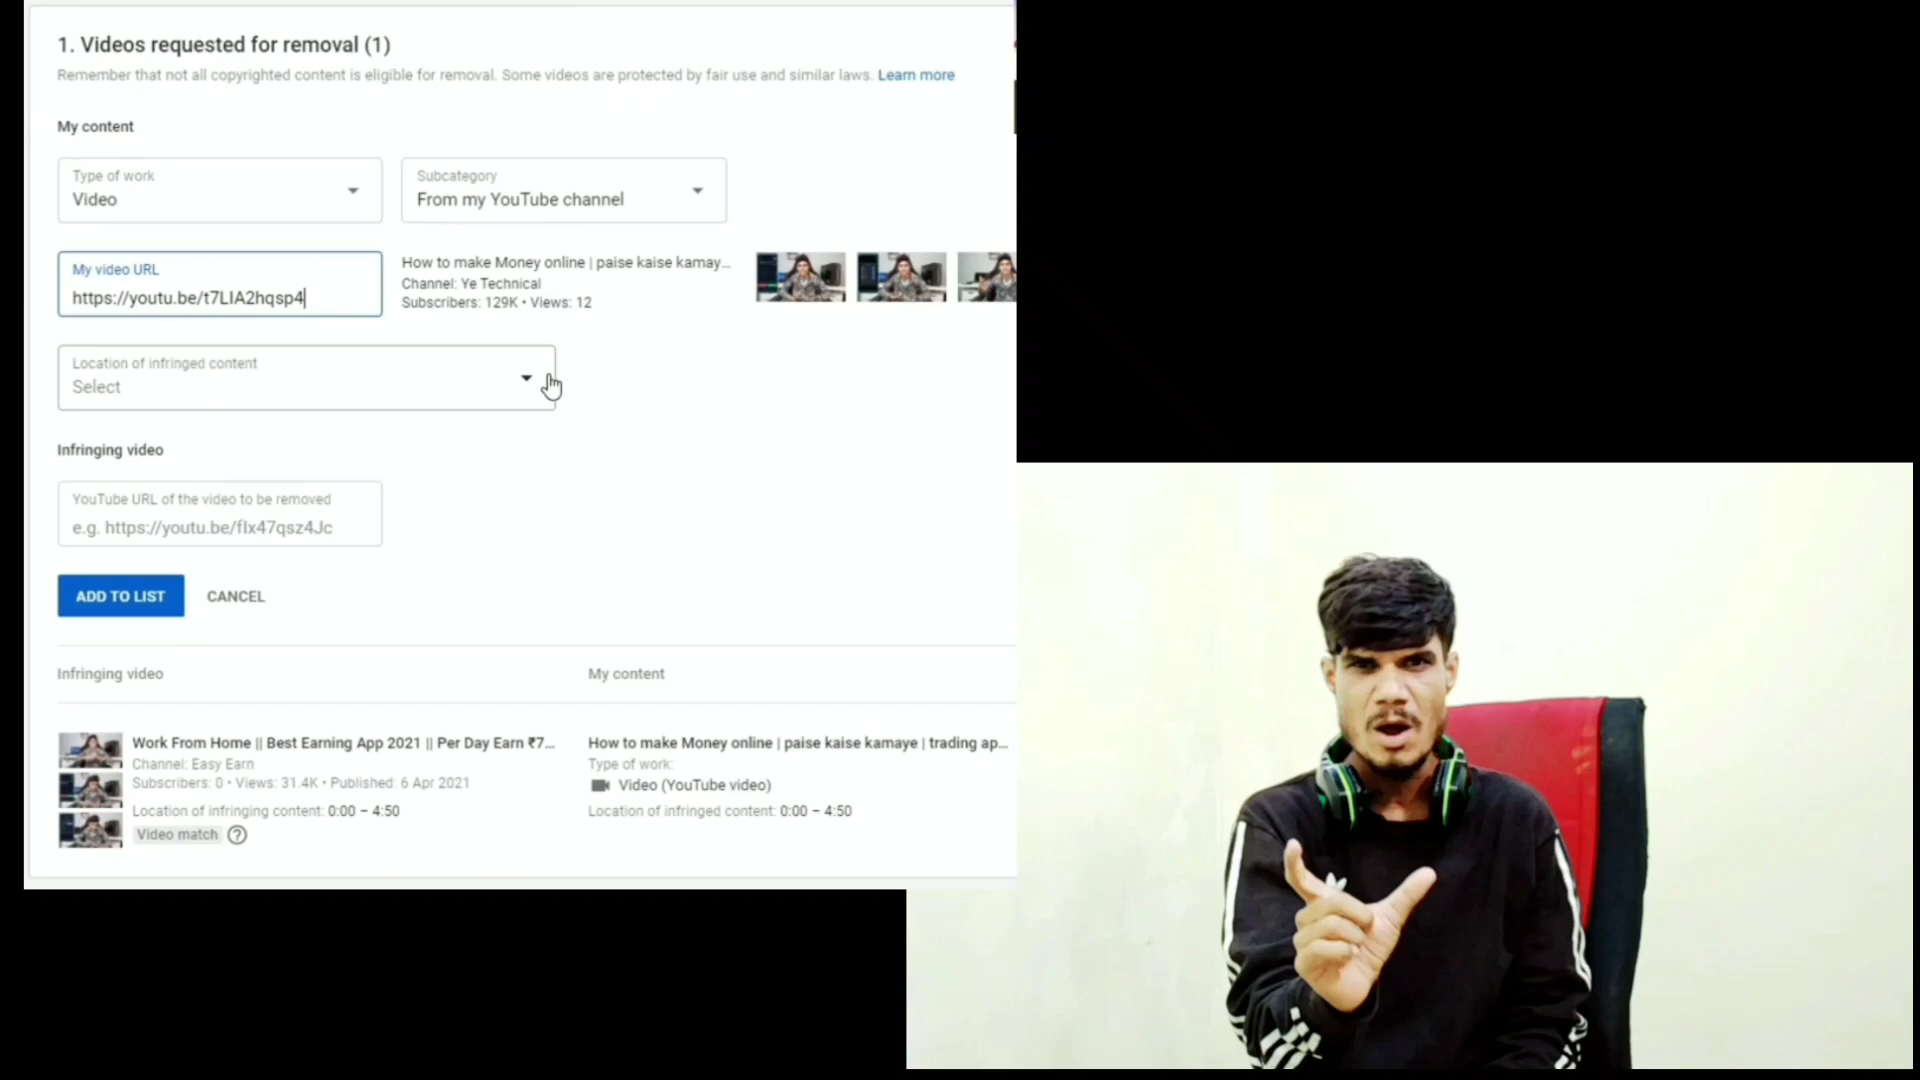 1. Videos requested for removal (1)
Remember that not all copyrighted content is eligible for removal. Some videos are protected by fair use and similar laws. Learn more
My content
Type of work
Video
Subcategory
From my YouTube channel
My video URL
https://youtu.be/t7LIA2hqsp4
How to make Money online | paise kaise kamay...
Channel: Ye Technical
Subscribers: 129K • Views: 12
Location of infringed content
Select
Infringing video
YouTube URL of the video to be removed
e.g. https://youtu.be/flx47qsz4Jc
ADD TO LIST
CANCEL
Infringing video
My content
Work From Home || Best Earning App 2021 || Per Day Earn ₹7...
Channel: Easy Earn
Subscribers: 0 • Views: 31.4K • Published: 6 Apr 2021
Location of infringing content: 0:00 – 4:50
Video match ?
How to make Money online | paise kaise kamaye | trading ap...
Type of work:
Video (YouTube video)
Location of infringed content: 0:00 – 4:50